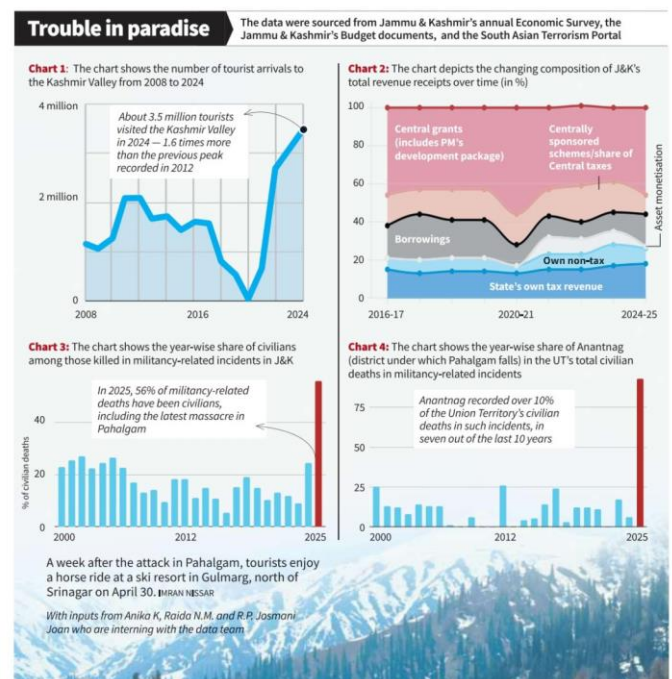 Trouble in paradise
The data were sourced from Jammu & Kashmir's annual Economic Survey, the
Jammu & Kashmir's Budget documents, and the South Asian Terrorism Portal
Chart 1: The chart shows the number of tourist arrivals to
the Kashmir Valley from 2008 to 2024
4 million
About 3.5 million tourists
visited the Kashmir Valley
in 2024 — 1.6 times more
than the previous peak
recorded in 2012
2 million
0
2008
2016
2024
Chart 2: The chart depicts the changing composition of J&K's
total revenue receipts over time (in %)
100
80
60
40
20
0
Central grants
(includes PM's
development package)
Centrally
sponsored
schemes/share of
Central taxes
Asset monetisation
Borrowings
Own non-tax
State's own tax revenue
2016-17
2020-21
2024-25
Chart 3: The chart shows the year-wise share of civilians
among those killed in militancy-related incidents in J&K
In 2025, 56% of militancy-related
deaths have been civilians,
including the latest massacre in
Pahalgam
% of civilian deaths
40
20
0
2000
2012
2025
Chart 4: The chart shows the year-wise share of Anantnag
(district under which Pahalgam falls) in the UT's total civilian
deaths in militancy-related incidents
Anantnag recorded over 10%
of the Union Territory's civilian
deaths in such incidents, in
seven out of the last 10 years
75
50
25
0
2000
2012
2025
A week after the attack in Pahalgam, tourists enjoy
a horse ride at a ski resort in Gulmarg, north of
Srinagar on April 30. IMRAN NISSAR
With inputs from Anika K, Raida N.M. and R.P. Josmani
Joan who are interning with the data team